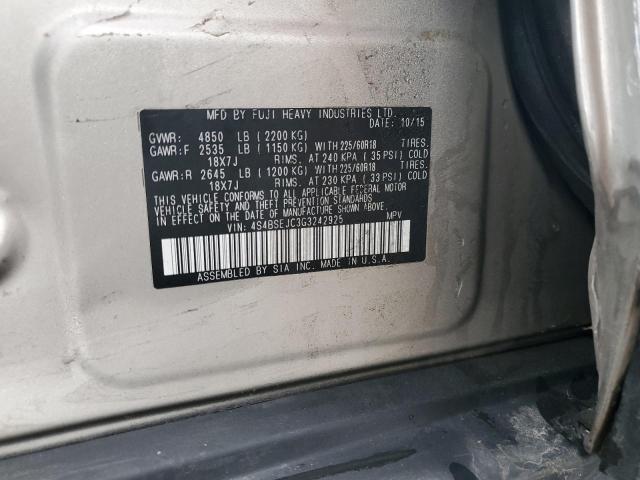 MFD BY FUJI HEAVY INDUSTRIES LTD.
DATE: 10/15
GVWR: 4850 LB (2200 KG)
GAWR:F 2535 LB (1150 KG) WITH 225/60R18 TIRES.
18X7J RIMS. AT 240 KPA (35 PSI) COLD
GAWR:R 2645 LB (1200 KG) WITH 225/60R18 TIRES.
18X7J RIMS. AT 230 KPA (33 PSI) COLD
THIS VEHICLE CONFORMS TO ALL APPLICABLE FEDERAL MOTOR
VEHICLE SAFETY AND THEFT PREVENTION STANDARDS
IN EFFECT ON THE DATE OF MANUFACTURE SHOWN ABOVE.
VIN: 4S4BSEJC3G3242925 MPV
ASSEMBLED BY SIA IN U.S.A.